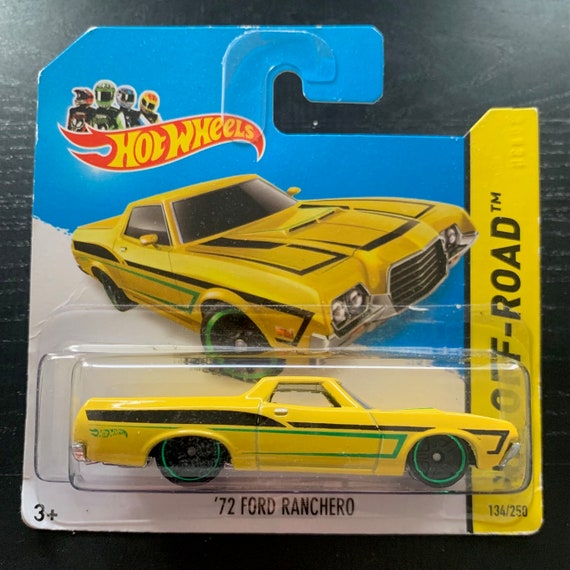 HOT WHEELS
OFF-ROAD™
'72 FORD RANCHERO
3+
134/250